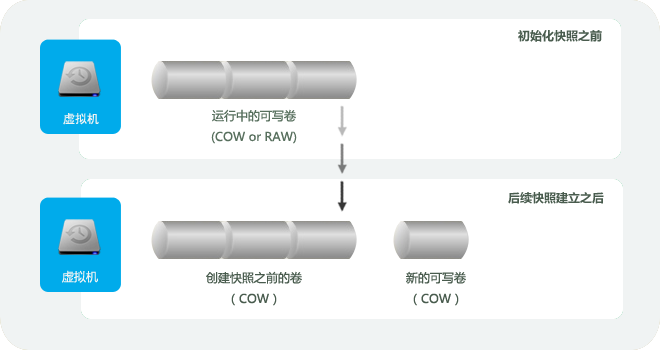 初始化快照之前
虚拟机
运行中的可写卷
(COW or RAW)
后续快照建立之后
虚拟机
创建快照之前的卷
（COW）
新的可写卷
（COW）